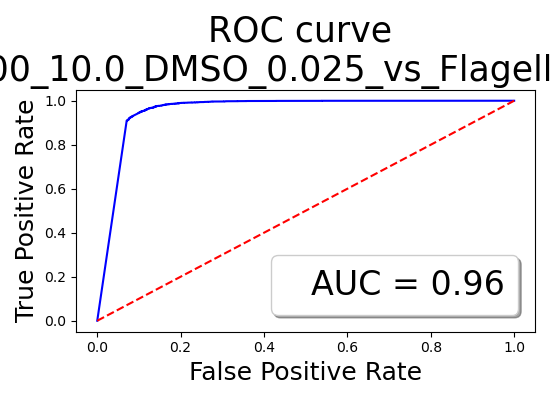 ROC curve
00_10.0_DMSO_0.025_vs_Flagell
True Positive Rate
1.0
0.8
0.6
0.4
0.2
0.0
AUC = 0.96
0.0 0.2 0.4 0.6 0.8 1.0
False Positive Rate